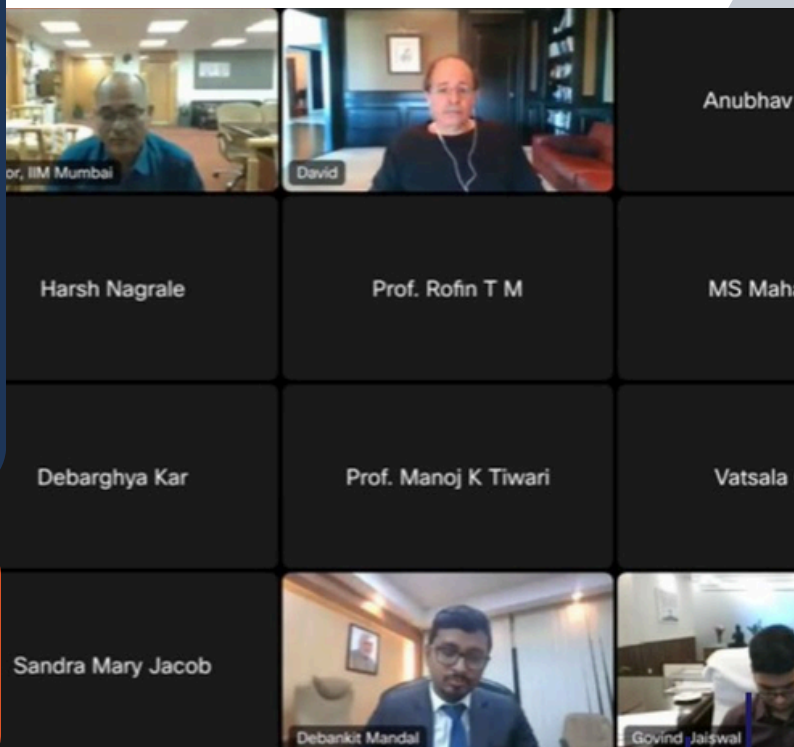 or, IIM Mumbai
David
Anubhav
Harsh Nagrale
Prof. Rofin T M
MS Maha
Debarghya Kar
Prof. Manoj K Tiwari
Vatsala
Sandra Mary Jacob
Debankit Mandal
Govind Jaiswal